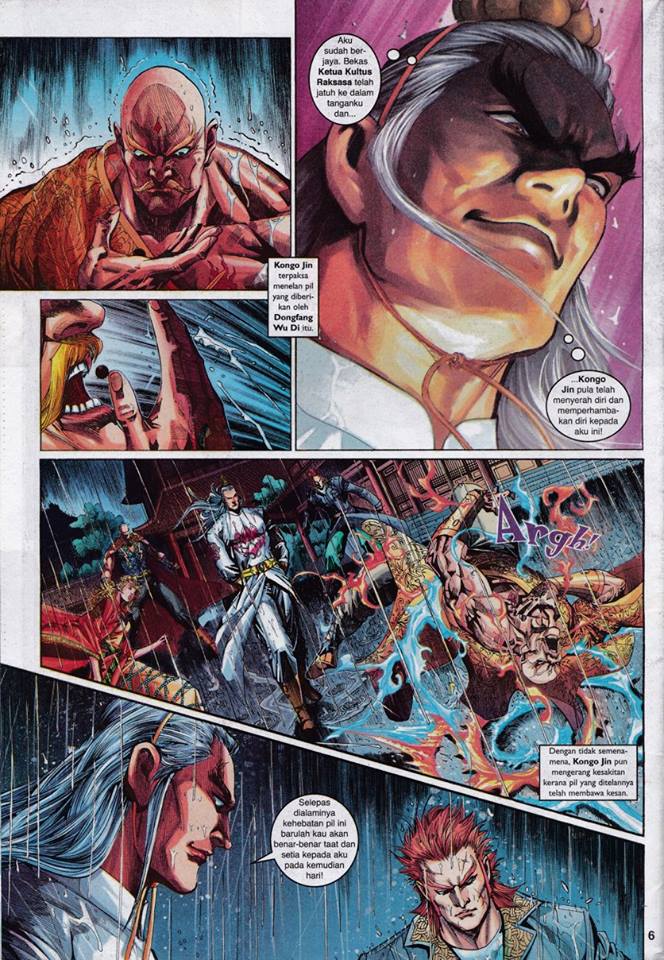 Aku
sudah ber-
jaya. Bekas
Ketua Kultus
Raksasa telah
jatuh ke dalam
tanganku
dan...
Kongo Jin
terpaksa
menelan pil
yang diberi-
kan oleh
Dongfang
Wu Di itu.
...Kongo
Jin pula telah
menyerah diri dan
memperhamba-
kan diri kepada
aku ini!
Argh!
Dengan tidak semena-
mena, Kongo Jin pun
mengerang kesakitan
kerana pil yang ditelannya
telah membawa kesan.
Selepas
dialaminya
kehebatan pil ini
barulah kau akan
benar-benar taat dan
setia kepada aku
pada kemudian
hari!
6